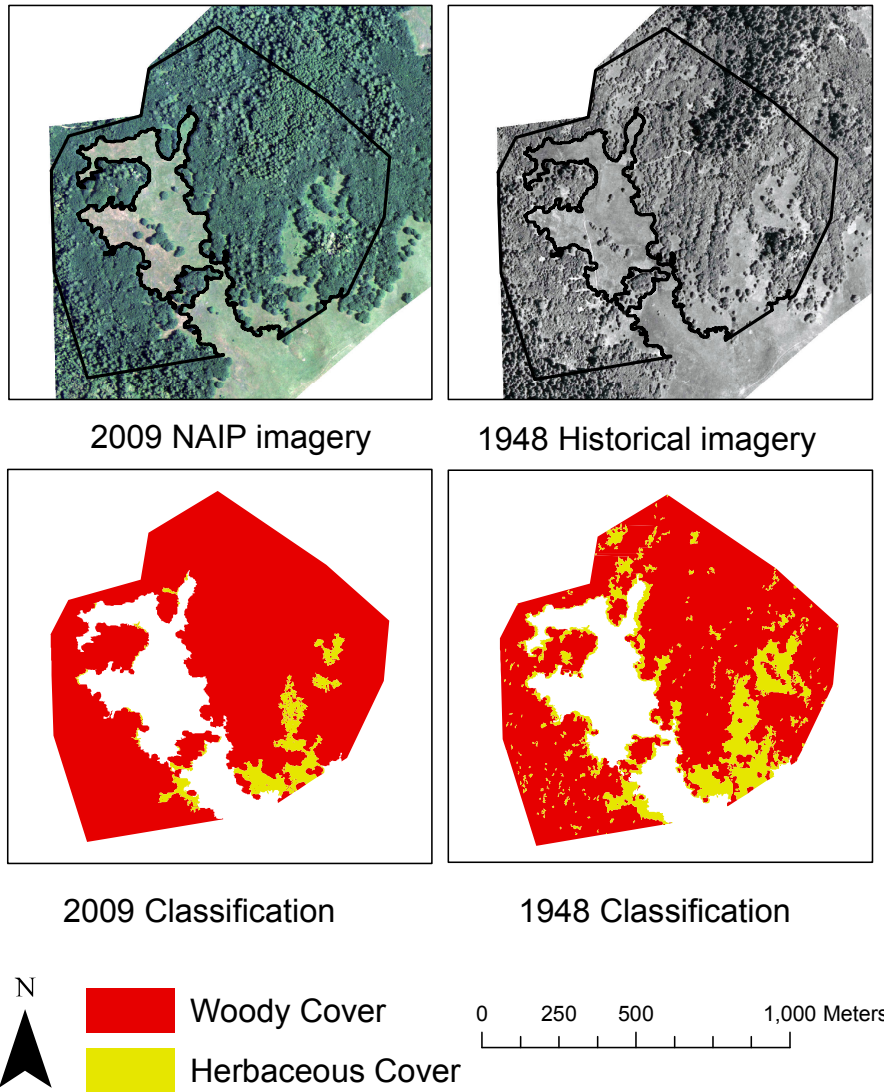 2009 NAIP imagery
1948 Historical imagery
2009 Classification
1948 Classification
N
Woody Cover
Herbaceous Cover
0 250 500 1,000 Meters